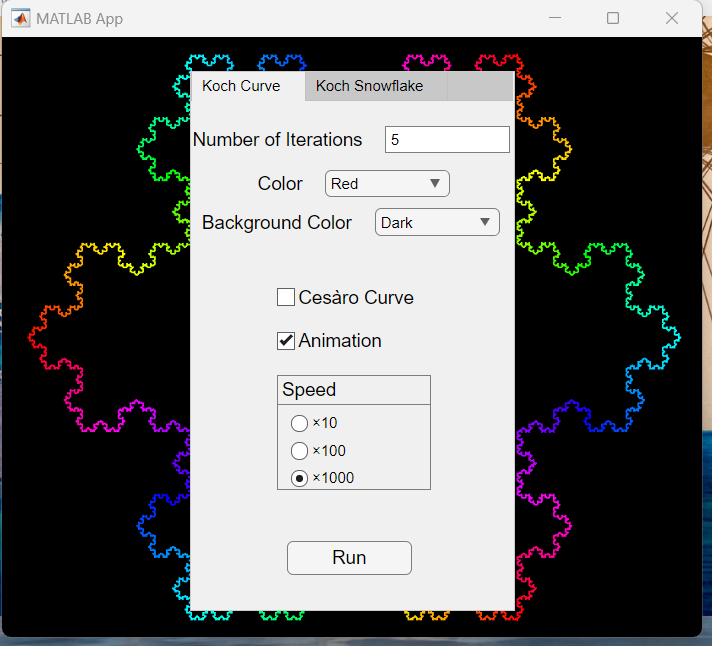 MATLAB App
Koch Curve Koch Snowflake
Number of Iterations 5
Color Red
Background Color Dark
Cesàro Curve
Animation
Speed
×10
×100
×1000
Run